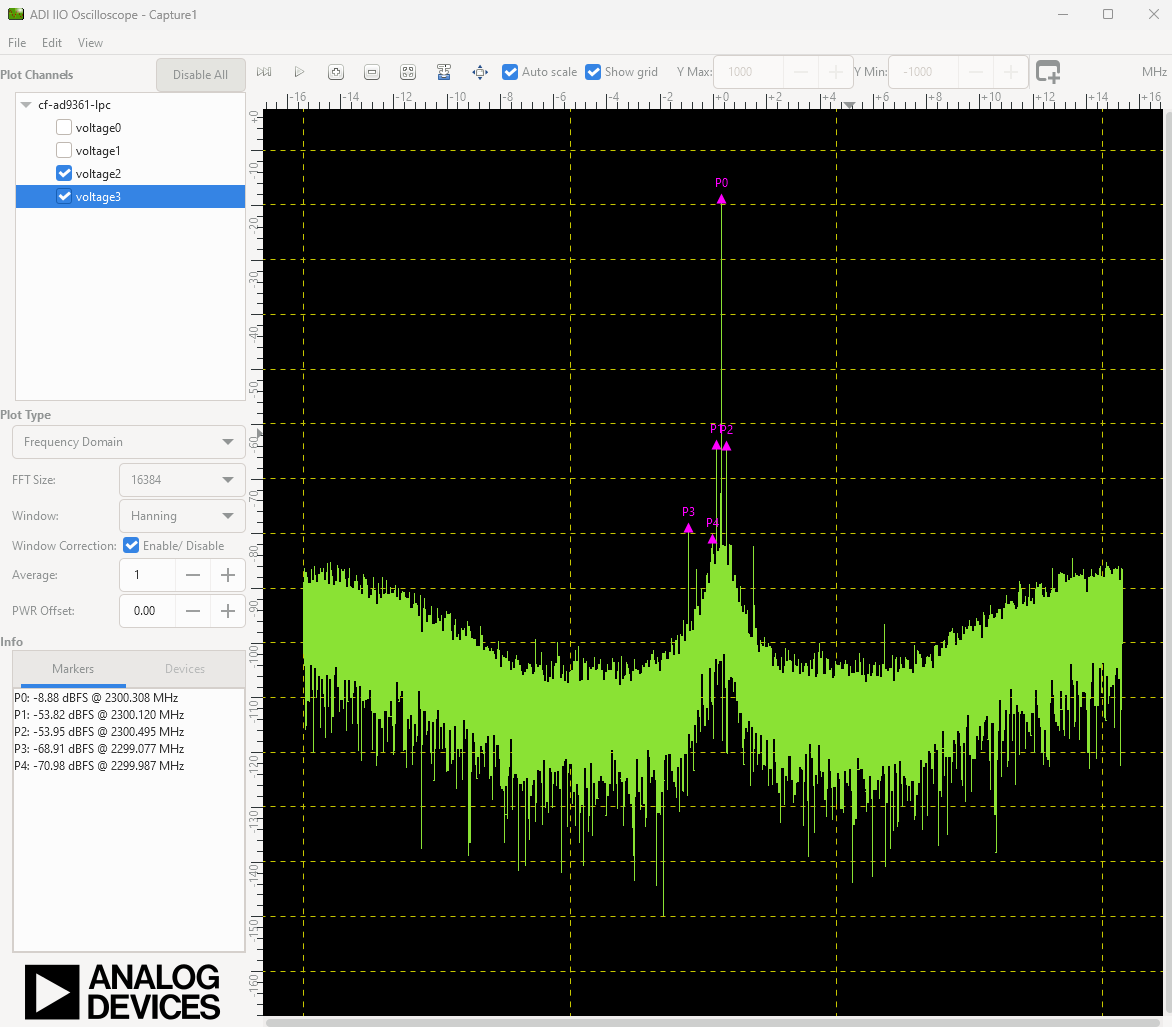 ADI IIO Oscilloscope - Capture1
File Edit View
Plot Channels
Disable All
Auto scale
Show grid
Y Max:
1000
Y Min:
-1000
MHz
cf-ad9361-lpc
voltage0
voltage1
voltage2
voltage3
Plot Type
Frequency Domain
FFT Size:
16384
Window:
Hanning
Window Correction:
Enable/ Disable
Average:
1
PWR Offset:
0.00
Info
Markers
Devices
P0: -8.88 dBFS @ 2300.308 MHz
P1: -53.82 dBFS @ 2300.120 MHz
P2: -53.95 dBFS @ 2300.495 MHz
P3: -68.91 dBFS @ 2299.077 MHz
P4: -70.98 dBFS @ 2299.987 MHz
ANALOG
DEVICES
-16 -14 -12 -10 -8 -6 -4 -2 +0 +2 +4 +6 +8 +10 +12 +14 +16
+0
-10
-20
-30
-40
-50
-60
-70
-80
-90
-100
-110
-120
-130
-140
-150
-160
P0
P2
P3
P4